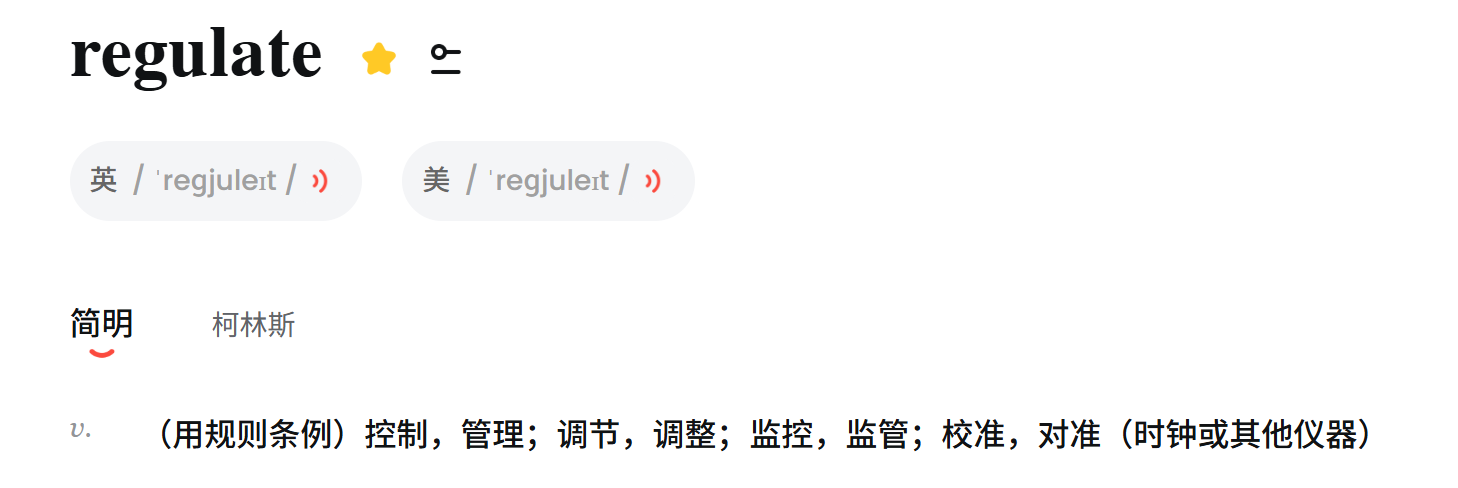 regulate
英 / ˈregjuleɪt / 美 / ˈregjuleɪt /
简明 柯林斯
v. （用规则条例）控制，管理；调节，调整；监控，监管；校准，对准（时钟或其他仪器）